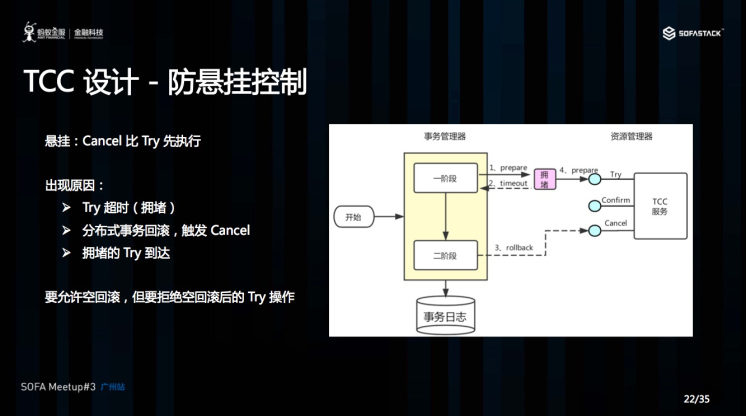 蚂蚁金服 金融科技
ANT FINANCIAL
SOFASTACK
TCC 设计 - 防悬挂控制
悬挂：Cancel 比 Try 先执行
出现原因：
Try 超时（拥堵）
分布式事务回滚，触发 Cancel
拥堵的 Try 到达
要允许空回滚，但要拒绝空回滚后的 Try 操作
事务管理器
资源管理器
开始
一阶段
二阶段
事务日志
1、prepare
2、timeout
拥堵
4、prepare
3、rollback
Try
Confirm
Cancel
TCC
服务
SOFA Meetup#3 广州站
22/35